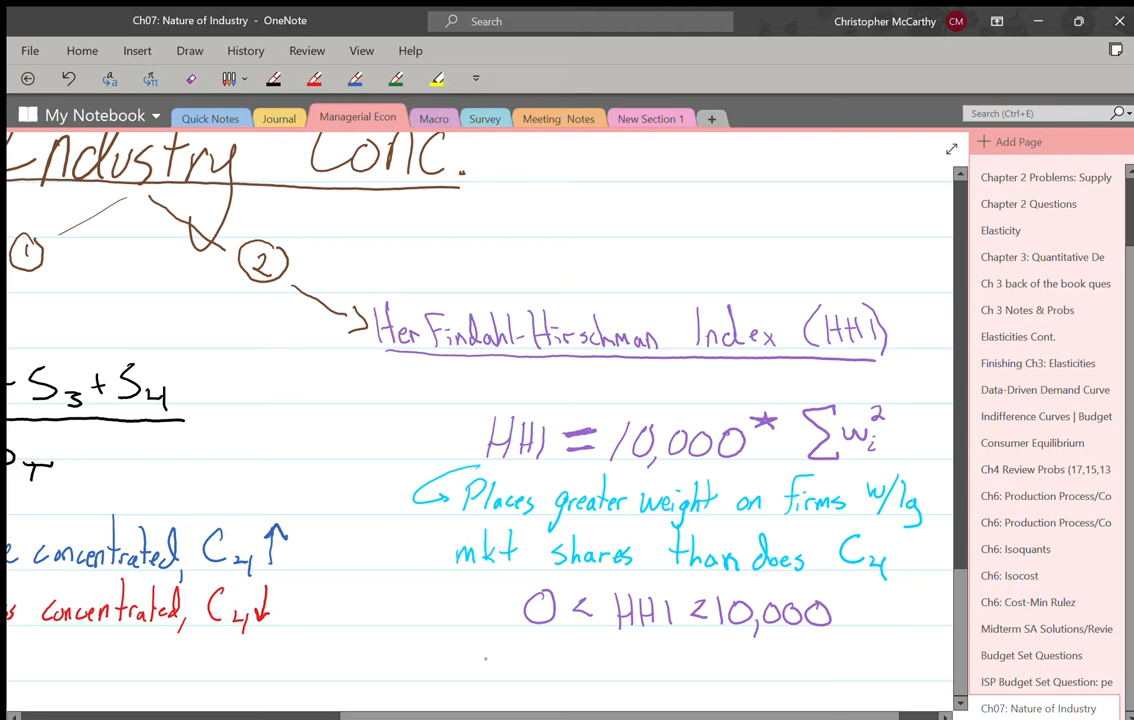 Ch07: Nature of Industry - OneNote
Search
Christopher McCarthy
CM
File Home Insert Draw History Review View Help
My Notebook
Quick Notes
Journal
Managerial Econ
Macro
Survey
Meeting Notes
New Section 1
Search (Ctrl+E)
Add Page
Chapter 2 Problems: Supply
Chapter 2 Questions
Elasticity
Chapter 3: Quantitative De
Ch 3 back of the book ques
Ch 3 Notes & Probs
Elasticities Cont.
Finishing Ch3: Elasticities
Data-Driven Demand Curve
Indifference Curves | Budget
Consumer Equilibrium
Ch4 Review Probs (17,15,13
Ch6: Production Process/Co
Ch6: Production Process/Co
Ch6: Isoquants
Ch6: Isocost
Ch6: Cost-Min Rulez
Midterm SA Solutions/Revie
Budget Set Questions
ISP Budget Set Question: pe
Ch07: Nature of Industry
Industry Conc.
1
2
HerFindahl-Hirschman Index (HHI)
S3 + S4
T
HHI = 10,000 * Σwi²
Places greater weight on firms w/lg
mkt shares than does C4
0 < HHI < 10,000
concentrated, C4 ↑
concentrated, C4 ↓